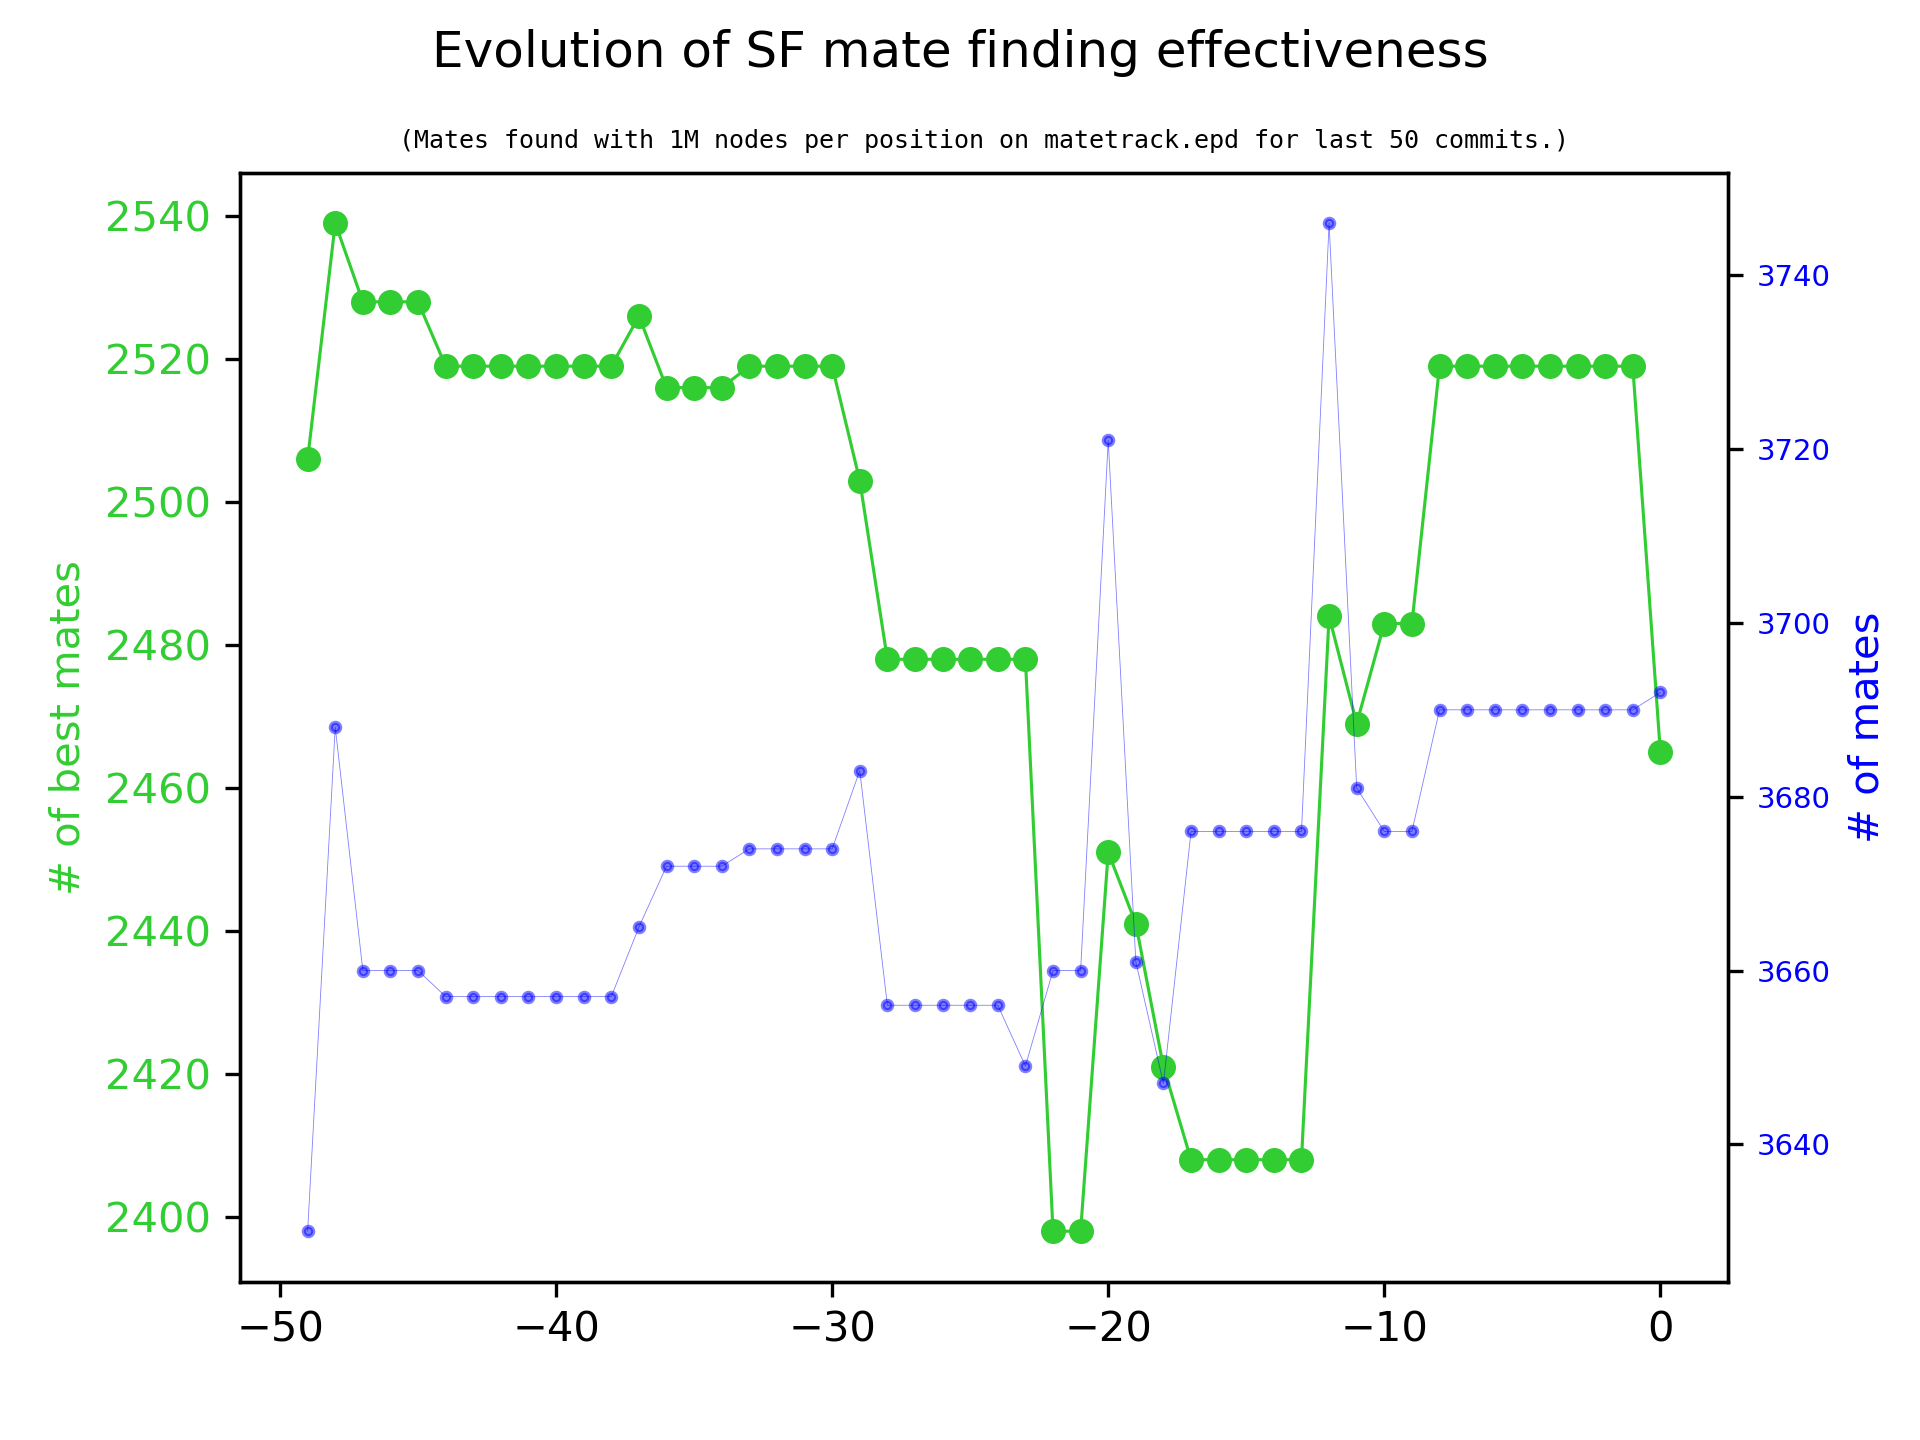 Evolution of SF mate finding effectiveness
(Mates found with 1M nodes per position on matetrack.epd for last 50 commits.)
# of best mates
2540
2520
2500
2480
2460
2440
2420
2400
3740
3720
3700
3680
3660
3640
# of mates
−50 −40 −30 −20 −10 0